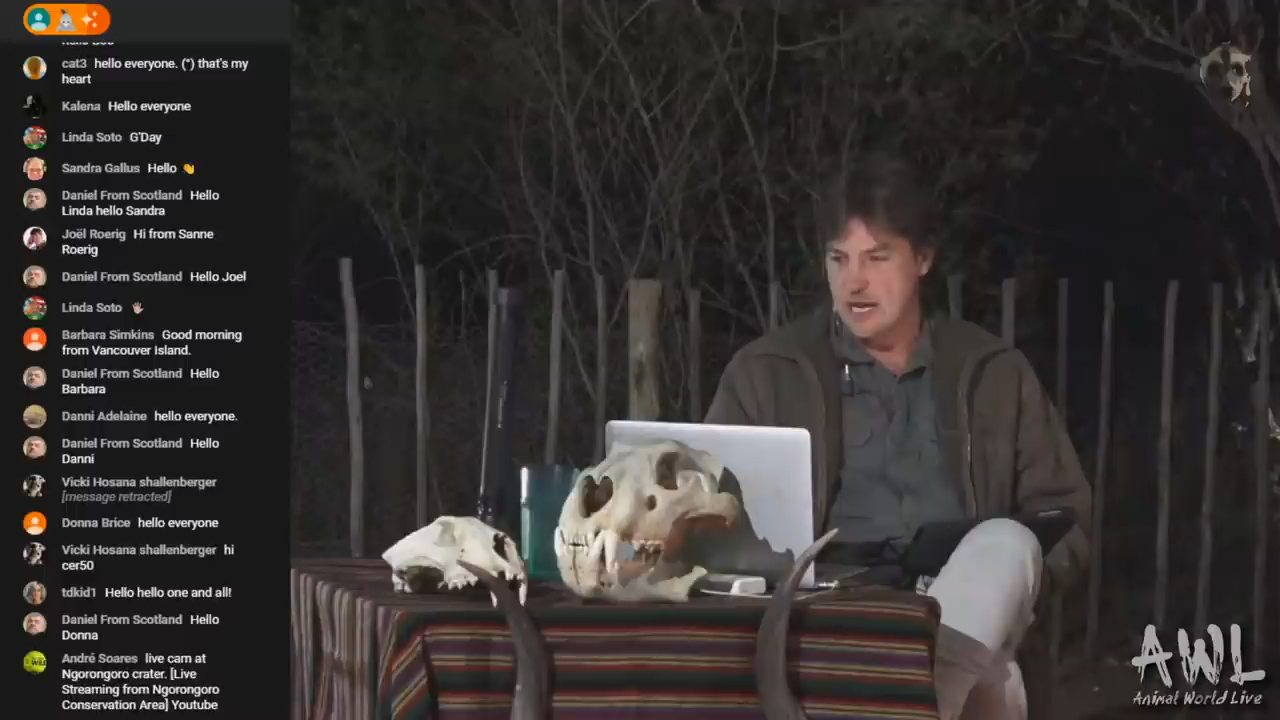 cat3 hello everyone. (*) that's my
heart
Kalena Hello everyone
Linda Soto G'Day
Sandra Gallus Hello 👋
Daniel From Scotland Hello
Linda hello Sandra
Joël Roerig Hi from Sanne
Roerig
Daniel From Scotland Hello Joel
Linda Soto 👋🏼
Barbara Simkins Good morning
from Vancouver Island.
Daniel From Scotland Hello
Barbara
Danni Adelaine hello everyone.
Daniel From Scotland Hello
Danni
Vicki Hosana shallenberger
[message retracted]
Donna Brice hello everyone
Vicki Hosana shallenberger hi
cer50
tdkid1 Hello hello one and all!
Daniel From Scotland Hello
Donna
André Soares live cam at
Ngorongoro crater. [Live
Streaming from Ngorongoro
Conservation Area] Youtube
AWL
Animal World Live